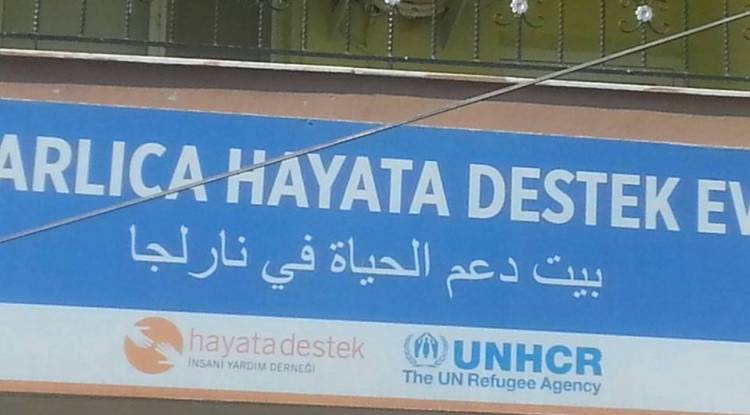 ARLICA HAYATA DESTEK EV
بيت دعم الحياة في نارلجا
hayatadestek
İNSANİ YARDIM DERNEĞİ
UNHCR
The UN Refugee Agency